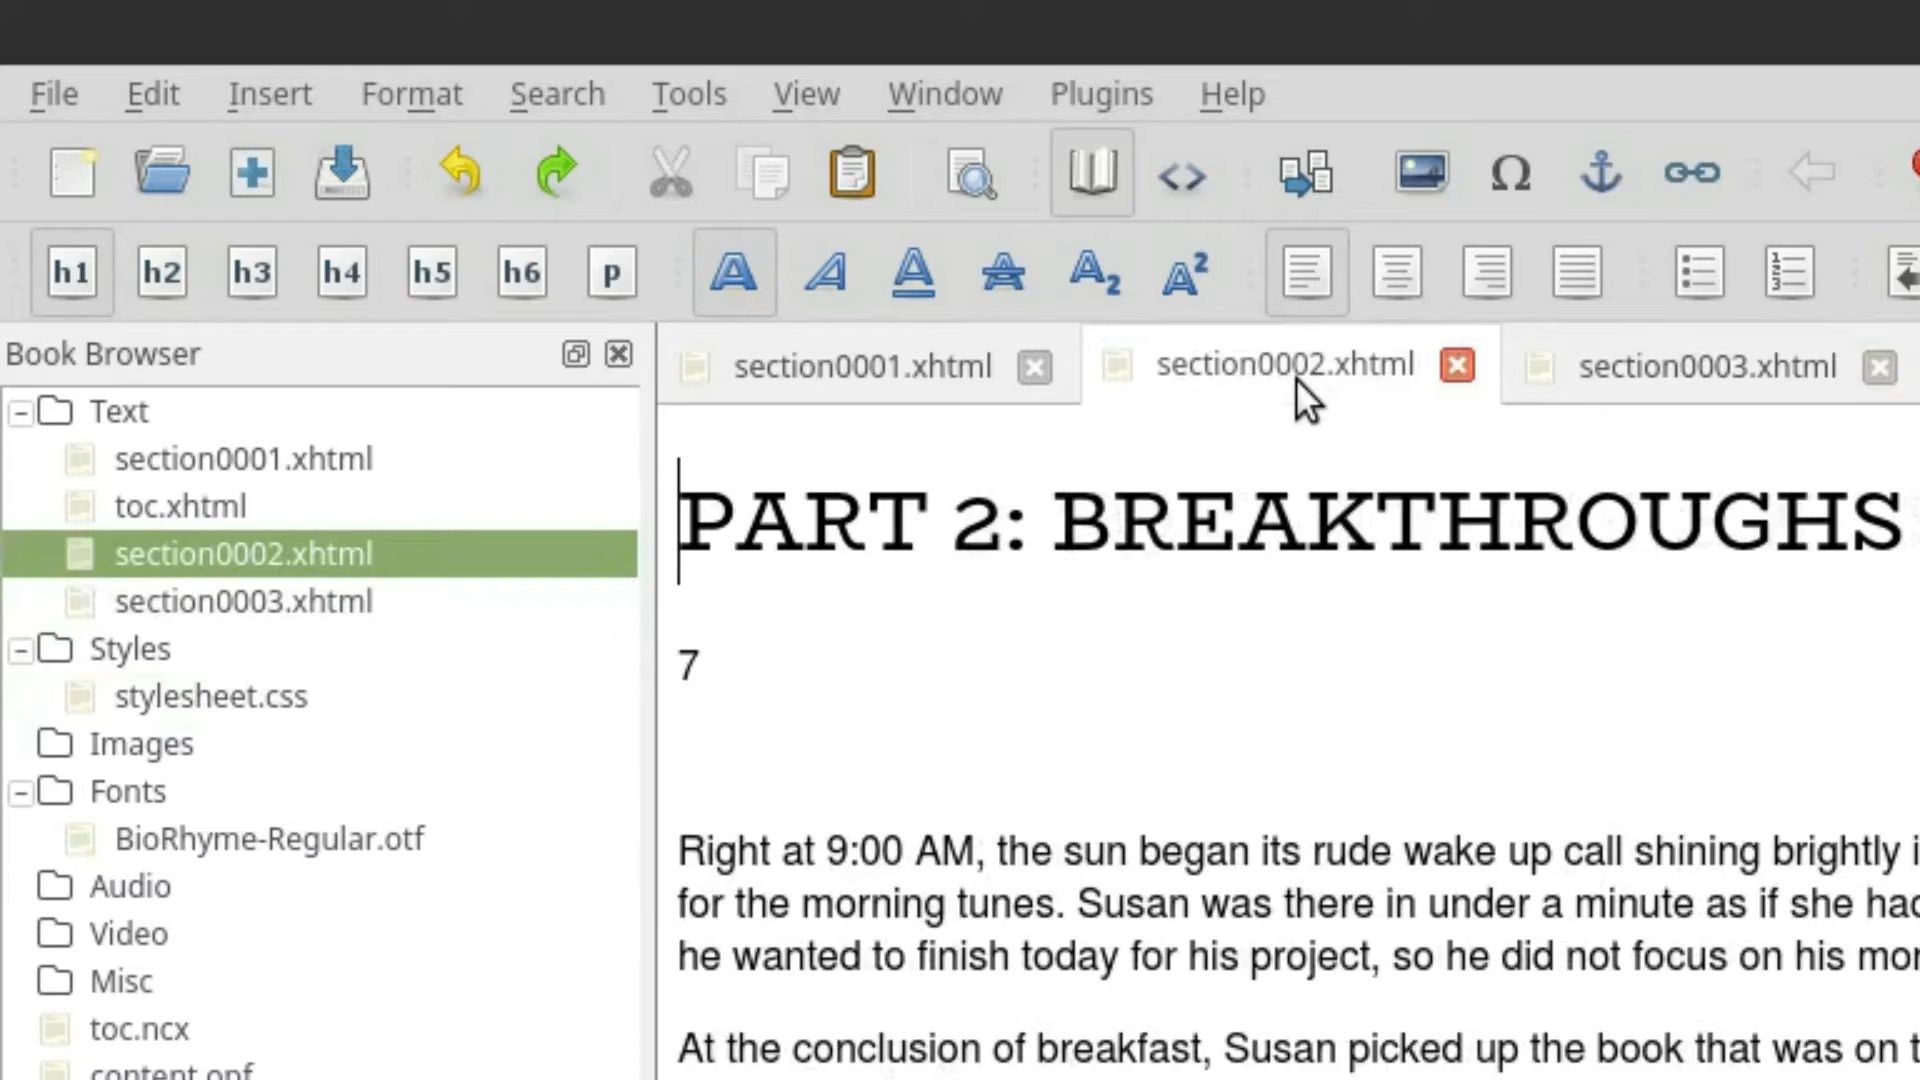 File Edit Insert Format Search Tools View Window Plugins Help
h1 h2 h3 h4 h5 h6 p A A A A A2 A2
Book Browser
section0001.xhtml section0002.xhtml section0003.xhtml
Text
section0001.xhtml
toc.xhtml
section0002.xhtml
section0003.xhtml
Styles
stylesheet.css
Images
Fonts
BioRhyme-Regular.otf
Audio
Video
Misc
toc.ncx
content.opf
PART 2: BREAKTHROUGHS
7
Right at 9:00 AM, the sun began its rude wake up call shining brightly
for the morning tunes. Susan was there in under a minute as if she
he wanted to finish today for his project, so he did not focus on his
At the conclusion of breakfast, Susan picked up the book that was on